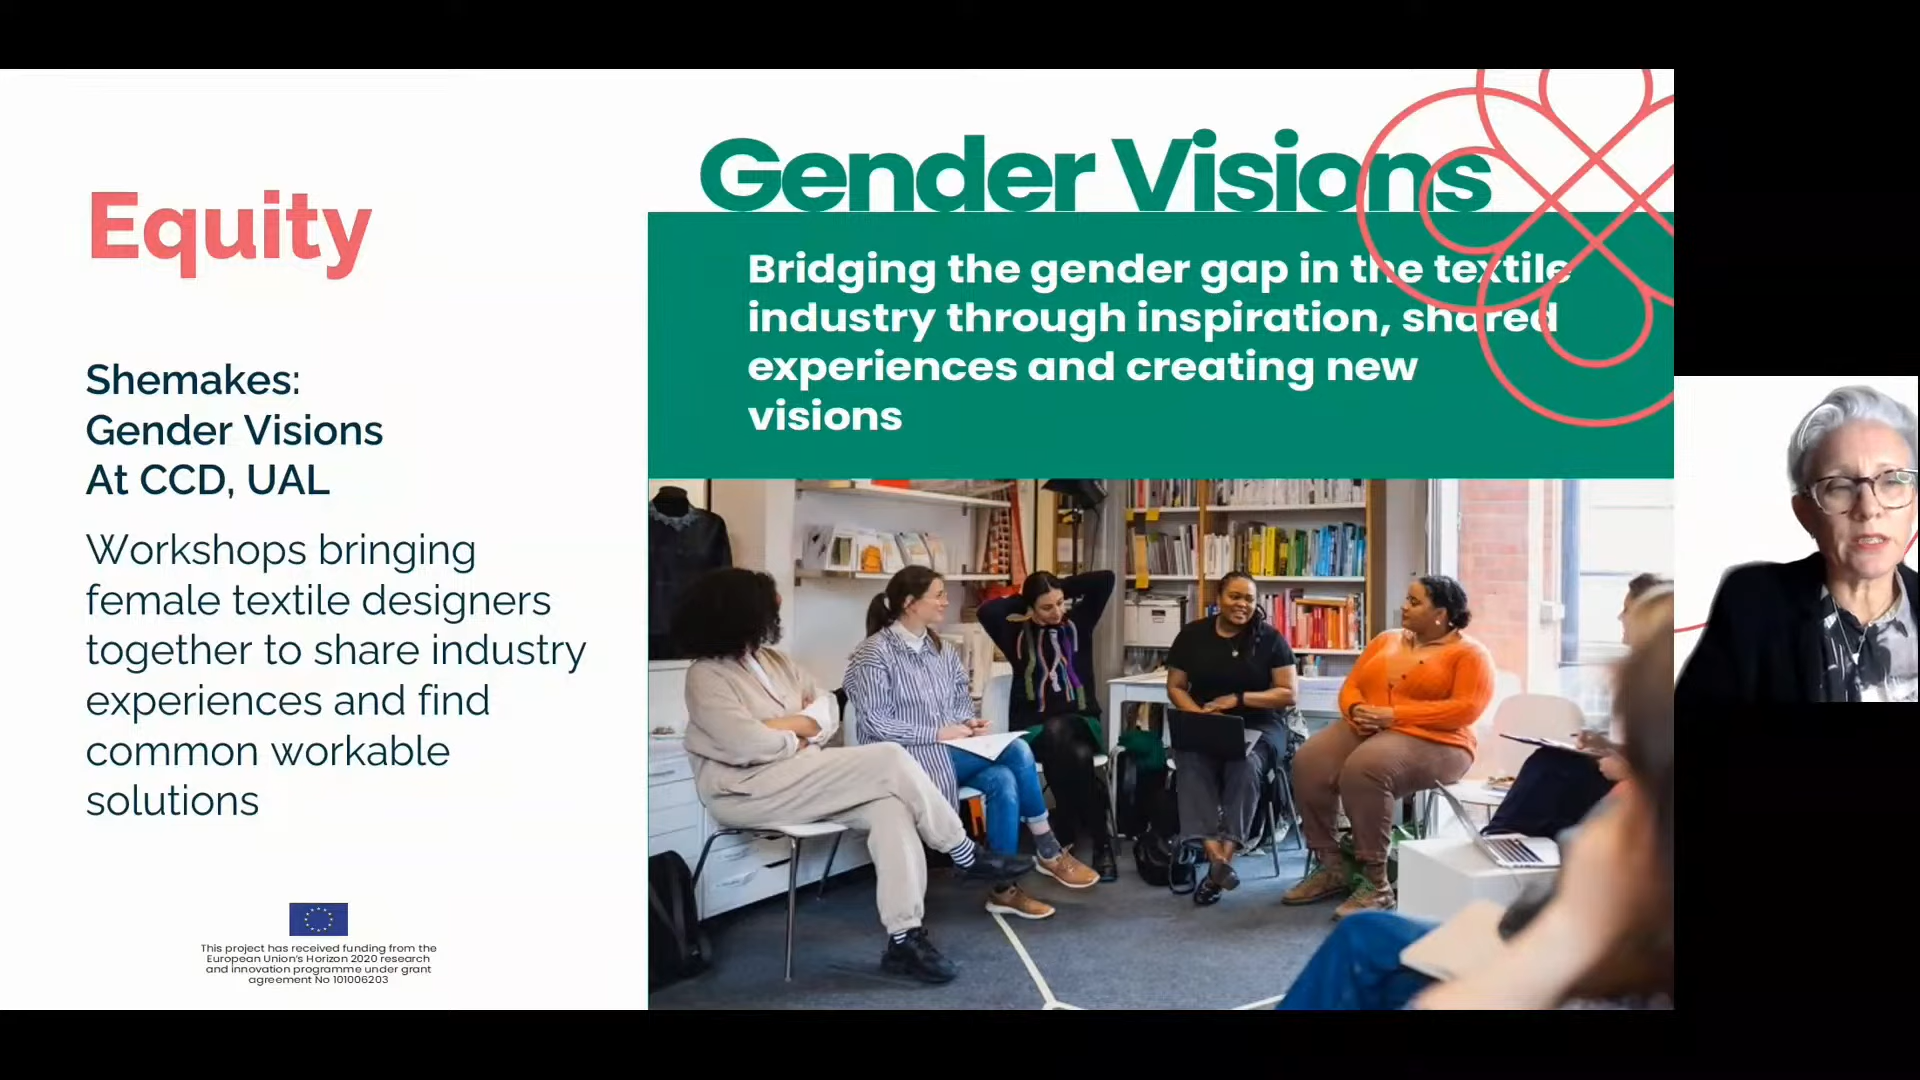 Equity
Shemakes:
Gender Visions
At CCD, UAL
Workshops bringing
female textile designers
together to share industry
experiences and find
common workable
solutions
This project has received funding from the
European Union's Horizon 2020 research
and innovation programme under grant
agreement No 101006203
Gender Visions
Bridging the gender gap in the textile
industry through inspiration, shared
experiences and creating new
visions